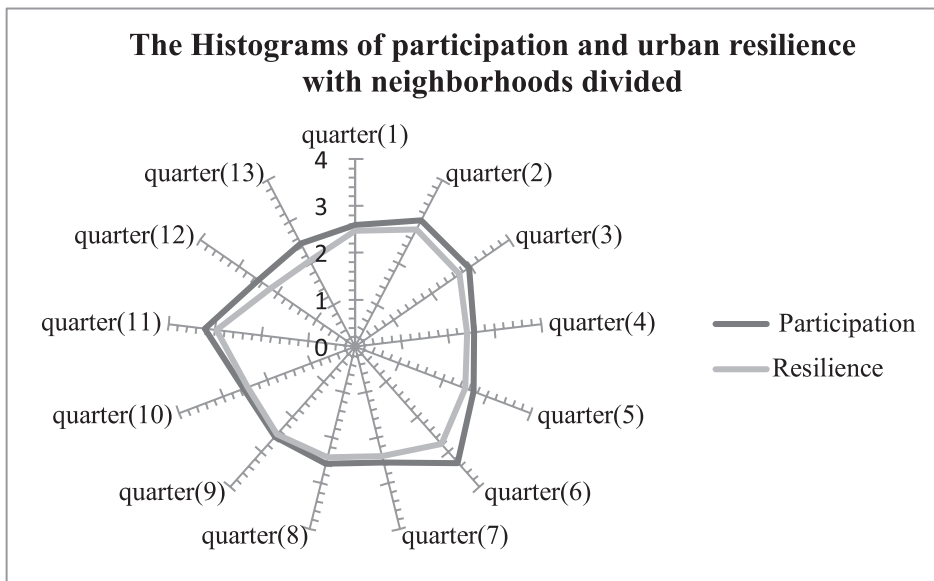 The Histograms of participation and urban resilience
with neighborhoods divided
quarter(1)
4
quarter(13)
quarter(2)
3
quarter(12)
quarter(3)
2
1
quarter(11)
quarter(4)
Participation
0
Resilience
quarter(10)
quarter(5)
quarter(9)
quarter(6)
quarter(8)
quarter(7)